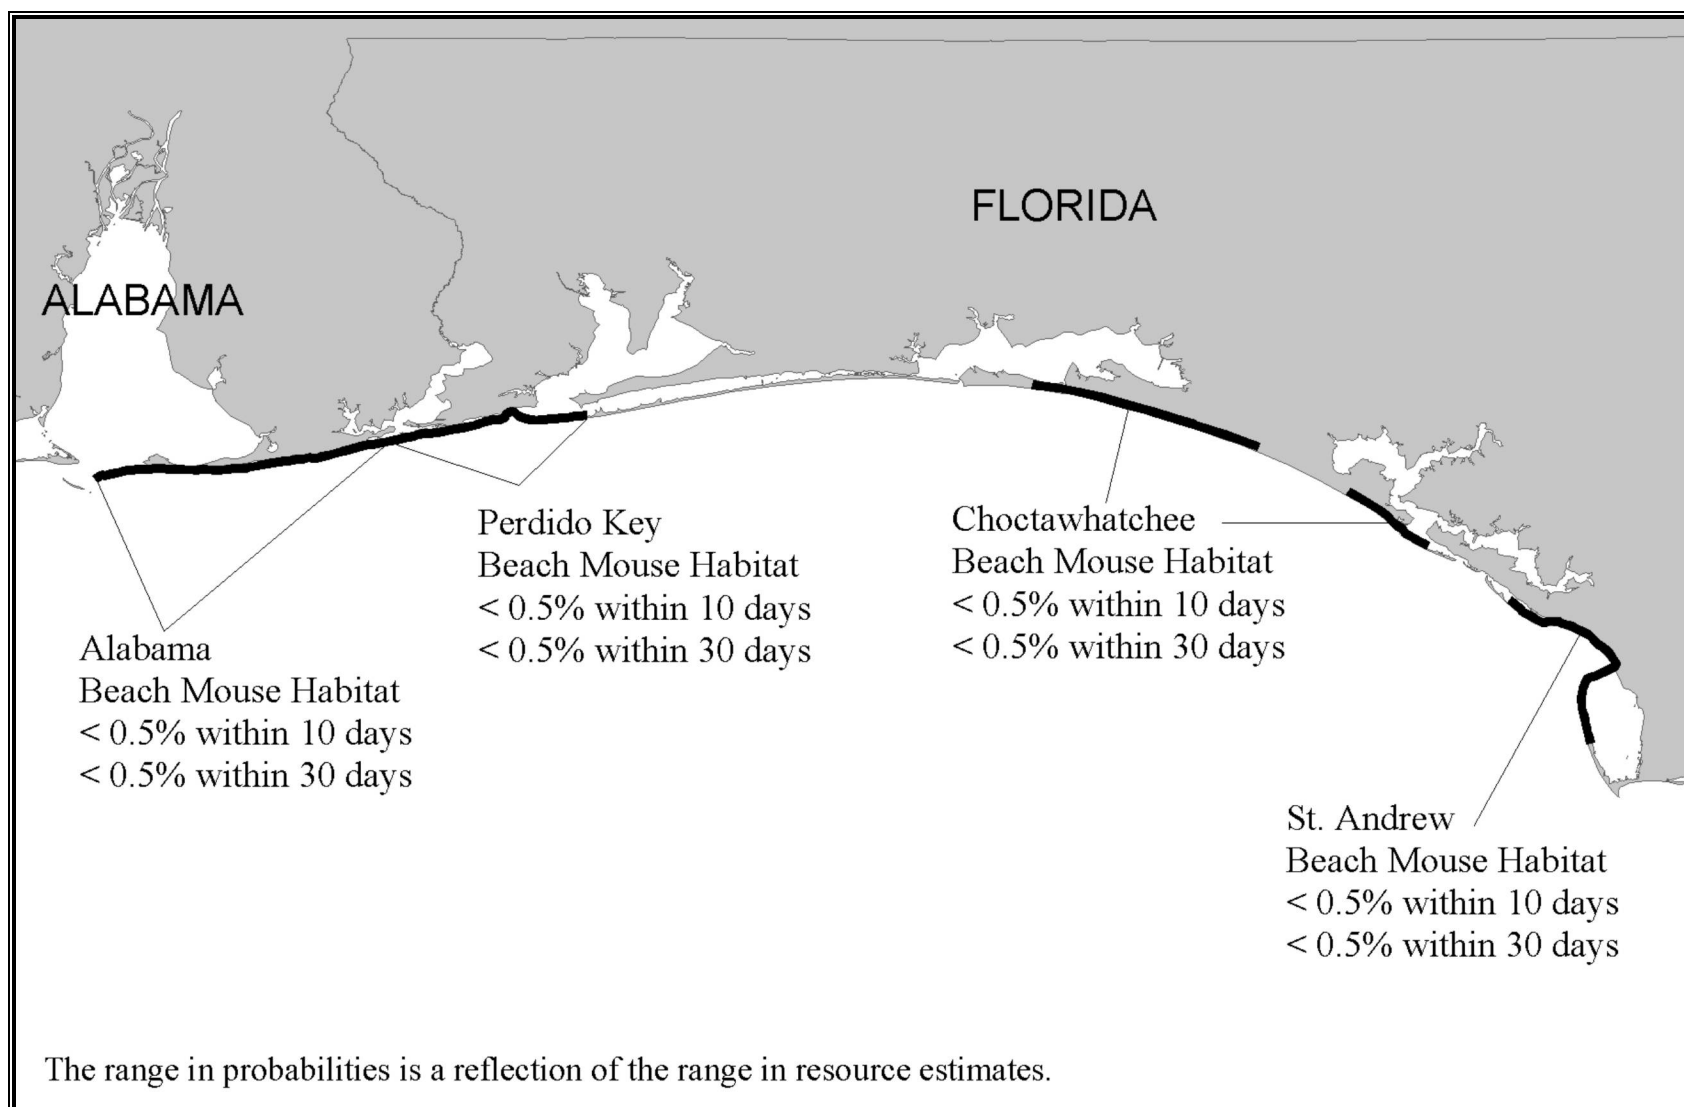 FLORIDA
ALABAMA
Perdido Key
Beach Mouse Habitat
< 0.5% within 10 days
< 0.5% within 30 days
Choctawhatchee
Beach Mouse Habitat
< 0.5% within 10 days
< 0.5% within 30 days
Alabama
Beach Mouse Habitat
< 0.5% within 10 days
< 0.5% within 30 days
St. Andrew
Beach Mouse Habitat
< 0.5% within 10 days
< 0.5% within 30 days
The range in probabilities is a reflection of the range in resource estimates.